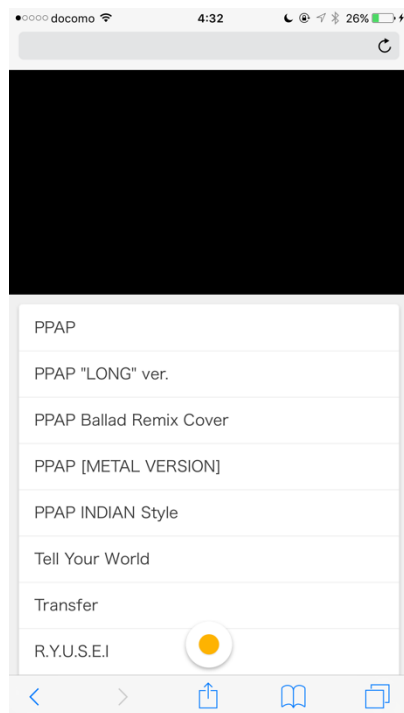 docomo 4:32 26%
PPAP
PPAP "LONG" ver.
PPAP Ballad Remix Cover
PPAP [METAL VERSION]
PPAP INDIAN Style
Tell Your World
Transfer
R.Y.U.S.E.I